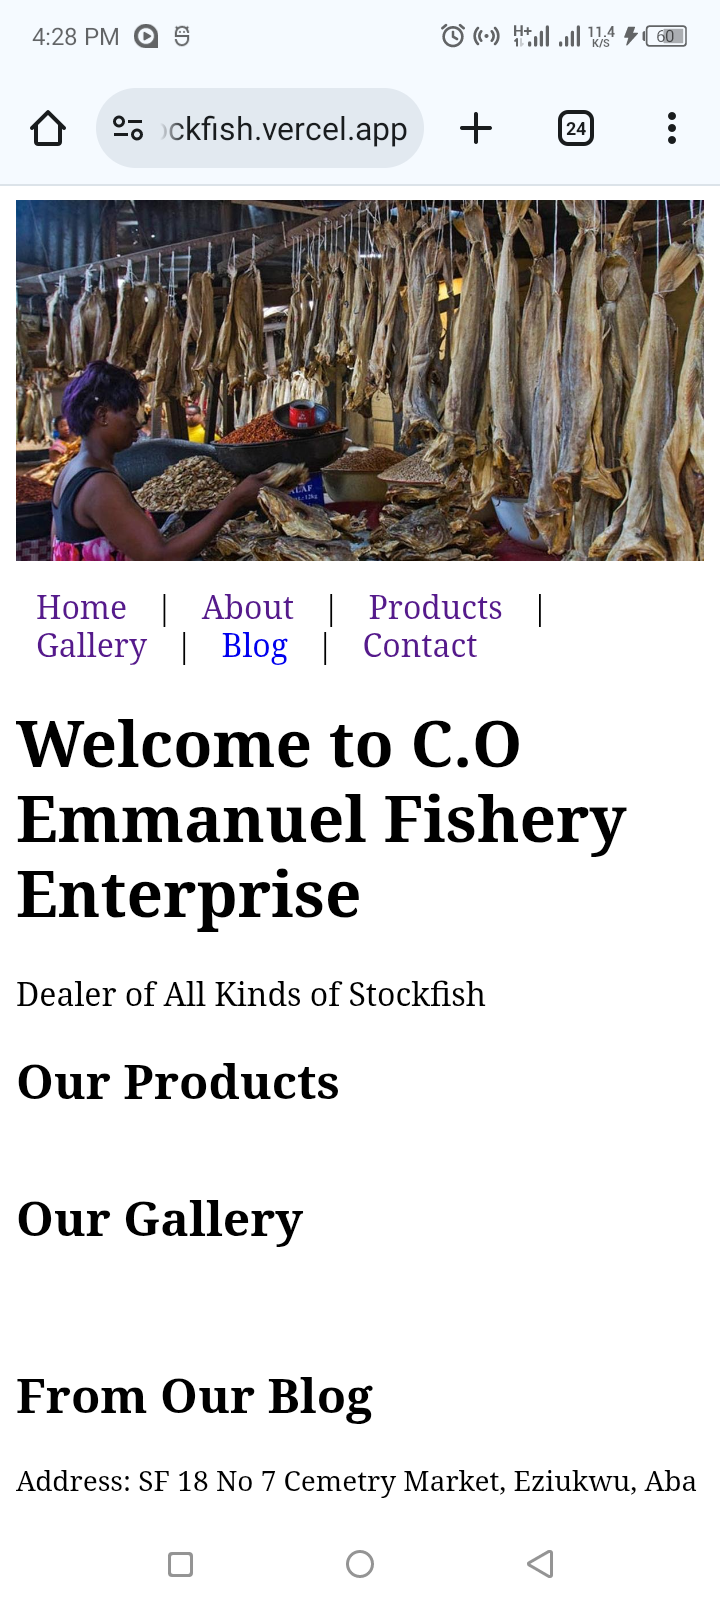 4:28 PM H+ 11.4 K/S 60
ckfish.vercel.app 24
Home | About | Products |
Gallery | Blog | Contact
Welcome to C.O
Emmanuel Fishery
Enterprise
Dealer of All Kinds of Stockfish
Our Products
Our Gallery
From Our Blog
Address: SF 18 No 7 Cemetry Market, Eziukwu, Aba